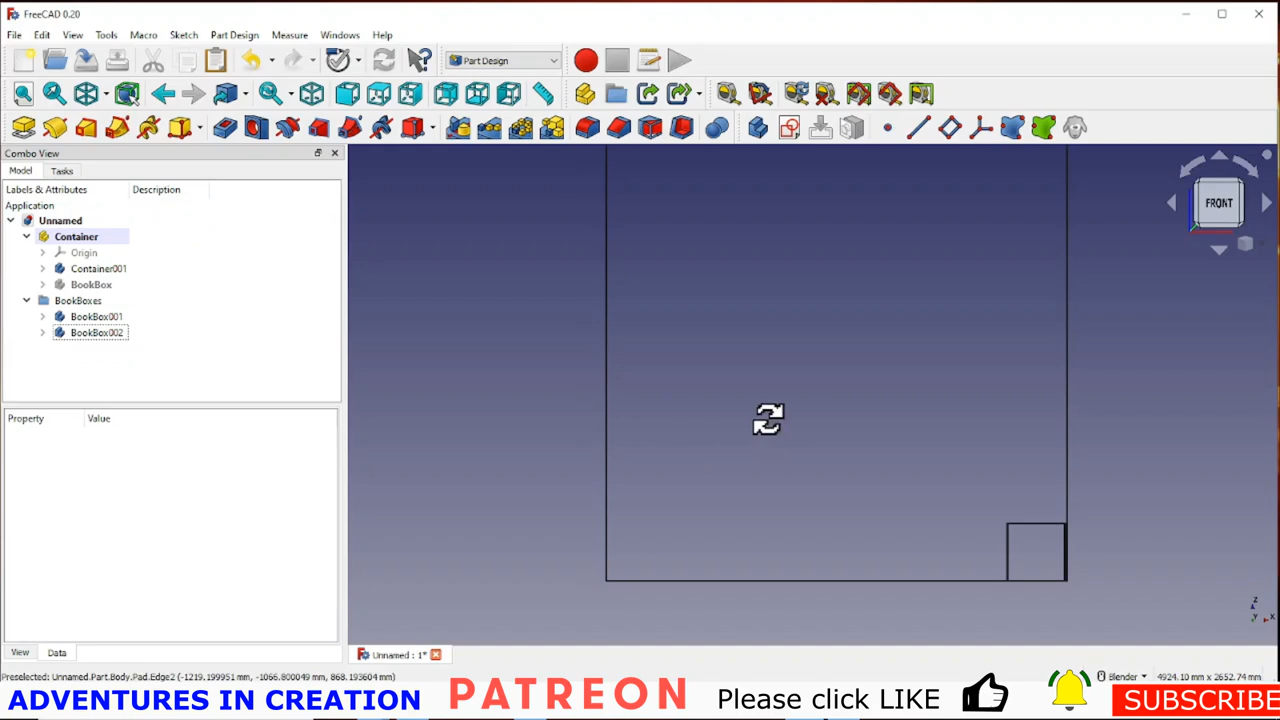 FreeCAD 0.20
File Edit View Tools Macro Sketch Part Design Measure Windows Help
Part Design
Combo View
Model Tasks
Labels & Attributes Description
Application
Unnamed
Container
Origin
Container001
BookBox
BookBoxes
BookBox001
BookBox002
FRONT
Property Value
Z
Y X
View Data
Unnamed : 1*
Preselected: Unnamed.Part.Body.Pad.Edge2 (-1219.199951 mm, -1066.800049 mm, 868.193604 mm)
Blender 4924.10 mm x 2652.74 mm
ADVENTURES IN CREATION PATREON Please click LIKE SUBSCRIBE